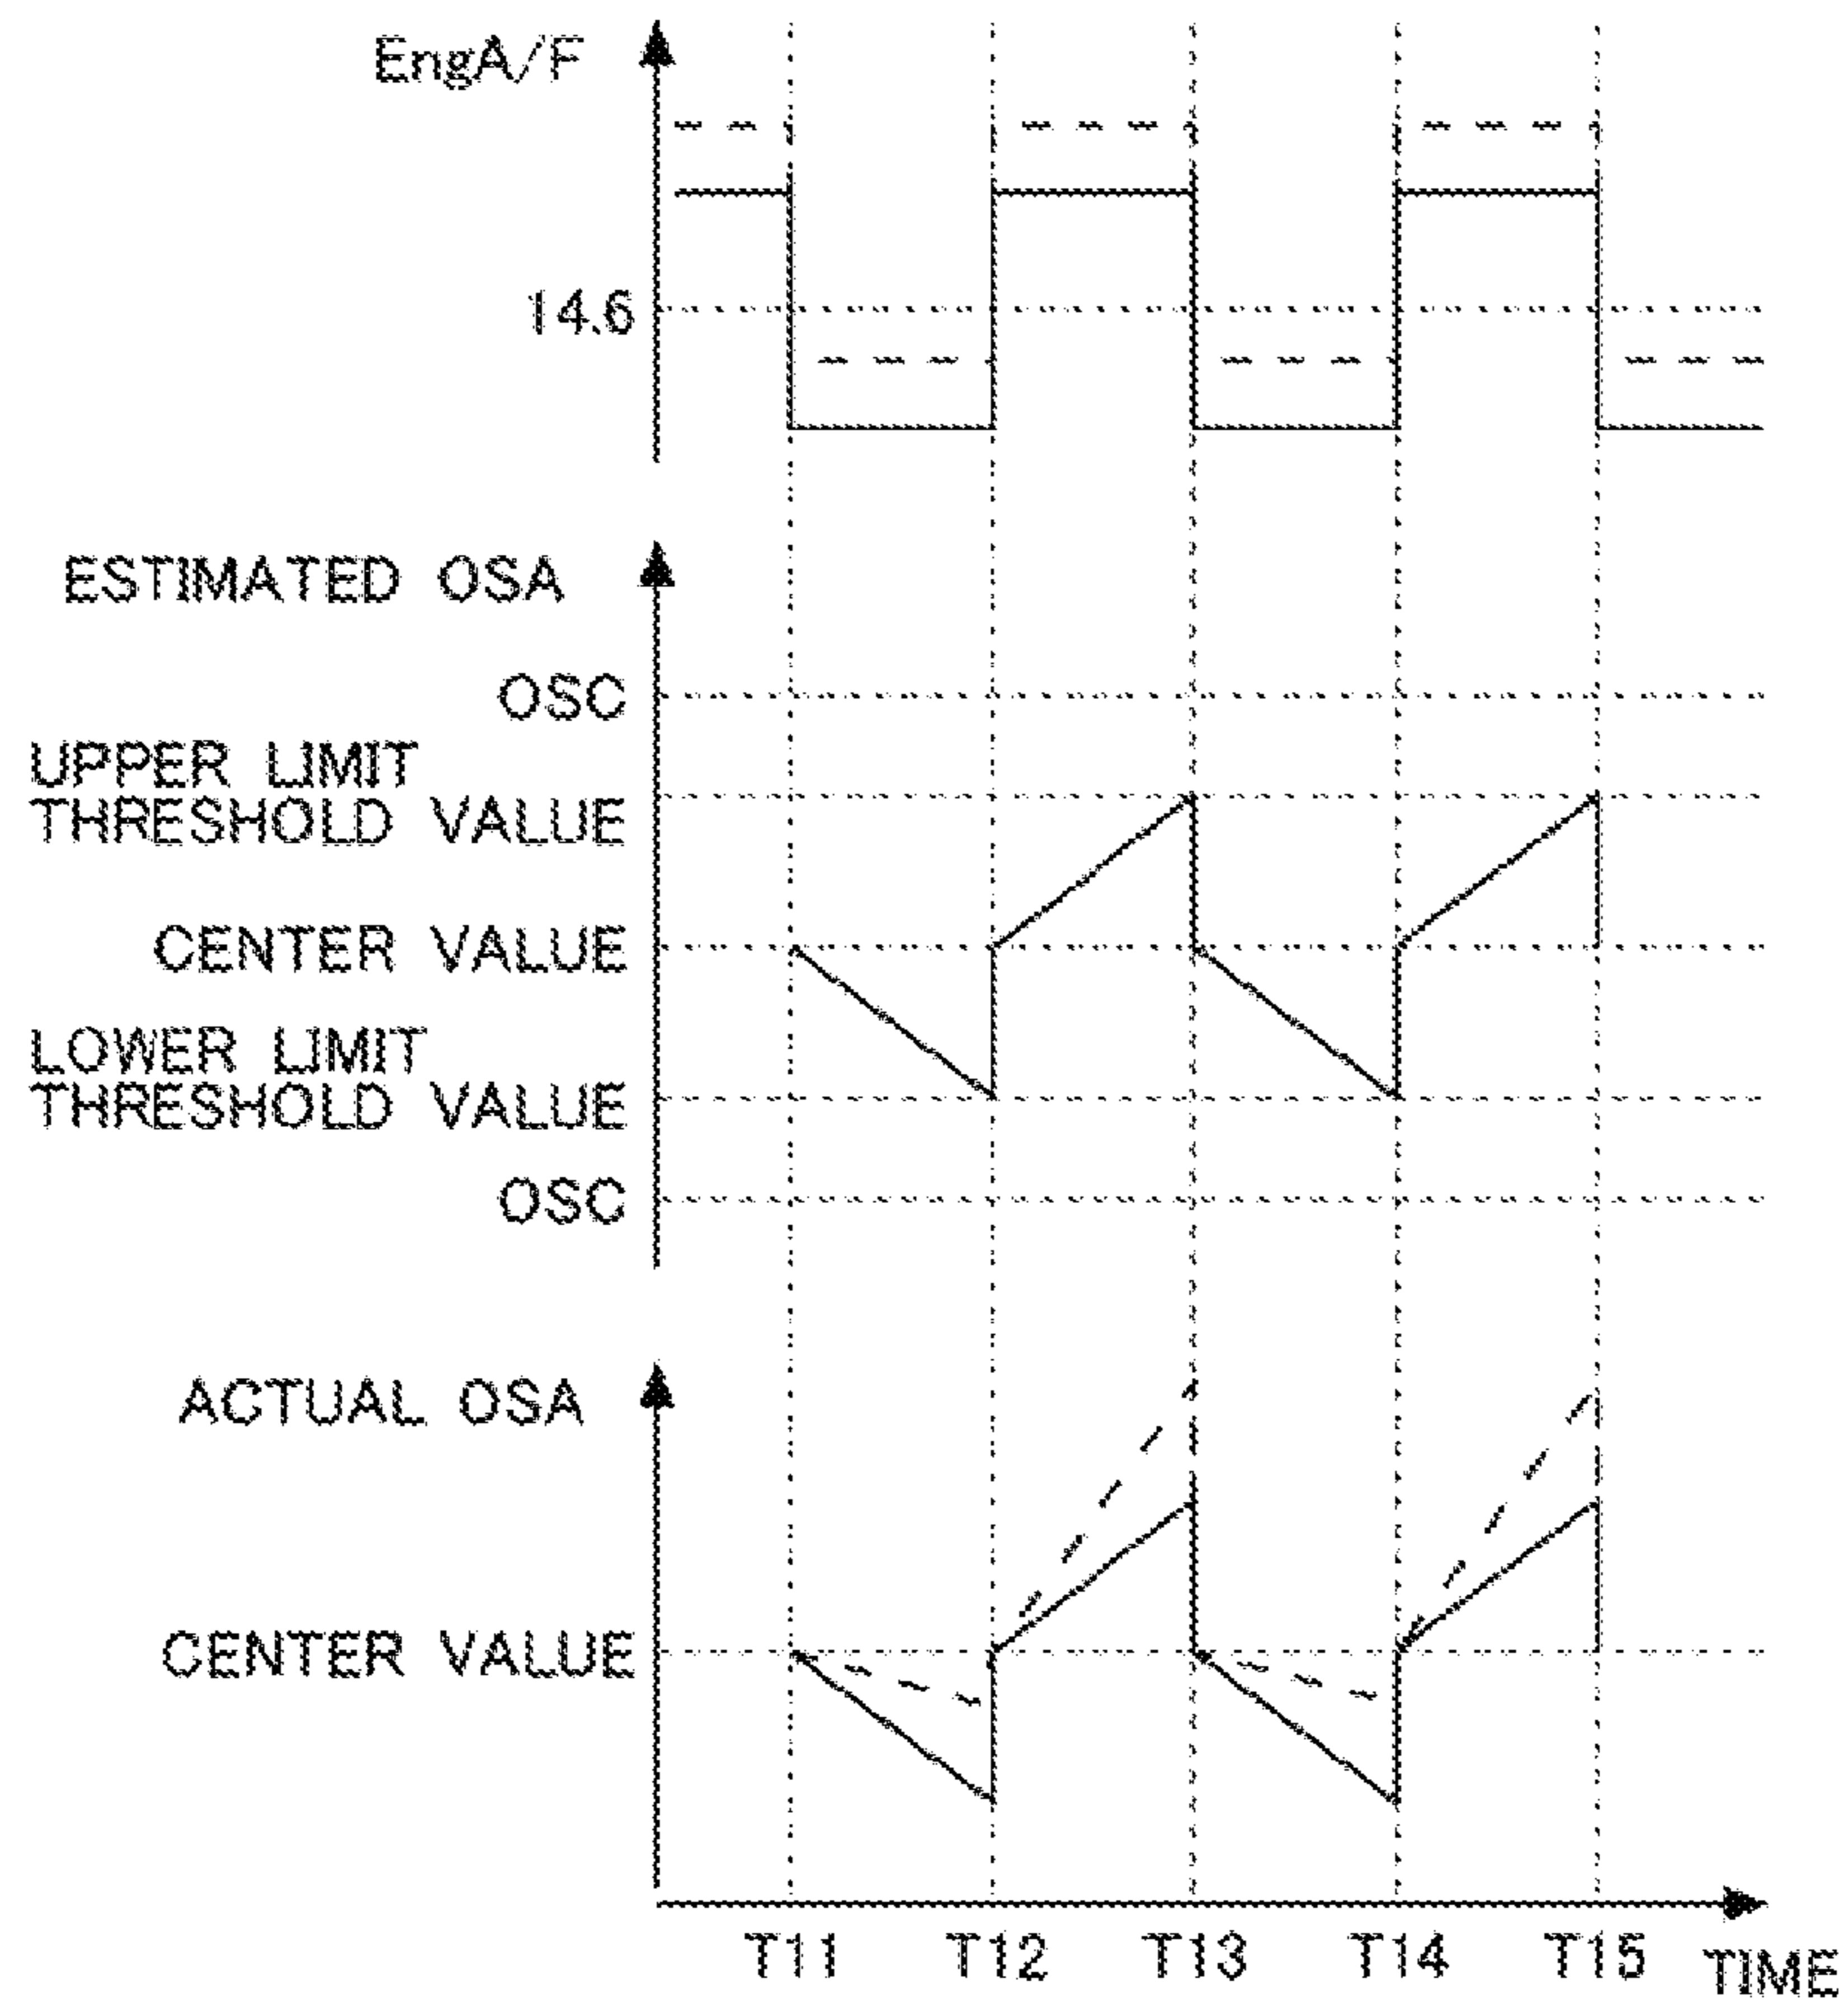 EngA/F
14.6
ESTIMATED OSA
OSC
UPPER LIMIT
THRESHOLD VALUE
CENTER VALUE
LOWER LIMIT
THRESHOLD VALUE
OSC
ACTUAL OSA
CENTER VALUE
T11 T12 T13 T14 T15 TIME